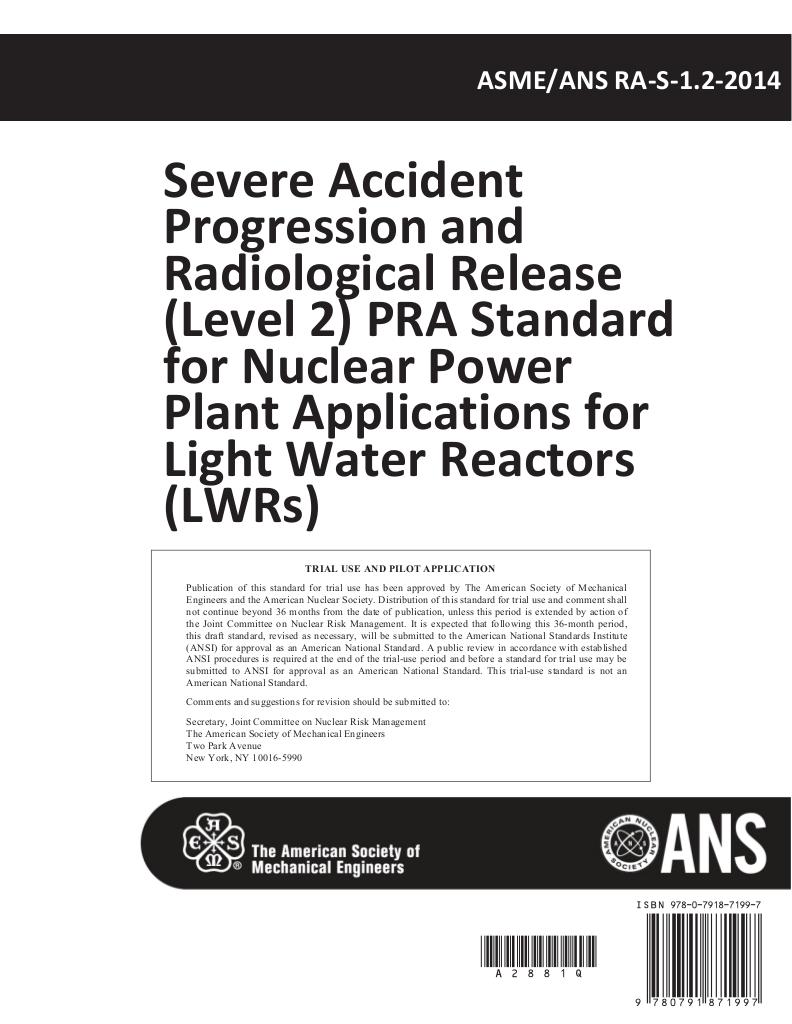 ASME/ANS RA-S-1.2-2014
Severe Accident
Progression and
Radiological Release
(Level 2) PRA Standard
for Nuclear Power
Plant Applications for
Light Water Reactors
(LWRs)
TRIAL USE AND PILOT APPLICATION
Publication of this standard for trial use has been approved by The American Society of Mechanical
Engineers and the American Nuclear Society. Distribution of this standard for trial use and comment shall
not continue beyond 36 months from the date of publication, unless this period is extended by action of
the Joint Committee on Nuclear Risk Management. It is expected that following this 36-month period,
this draft standard, revised as necessary, will be submitted to the American National Standards Institute
(ANSI) for approval as an American National Standard. A public review in accordance with established
ANSI procedures is required at the end of the trial-use period and before a standard for trial use may be
submitted to ANSI for approval as an American National Standard. This trial-use standard is not an
American National Standard.
Comments and suggestions for revision should be submitted to:
Secretary, Joint Committee on Nuclear Risk Management
The American Society of Mechanical Engineers
Two Park Avenue
New York, NY 10016-5990
A S M E ®
The American Society of
Mechanical Engineers
AMERICAN NUCLEAR SOCIETY
A N S
ANS
ISBN 978-0-7918-7199-7
A2881Q
9 780791 871997